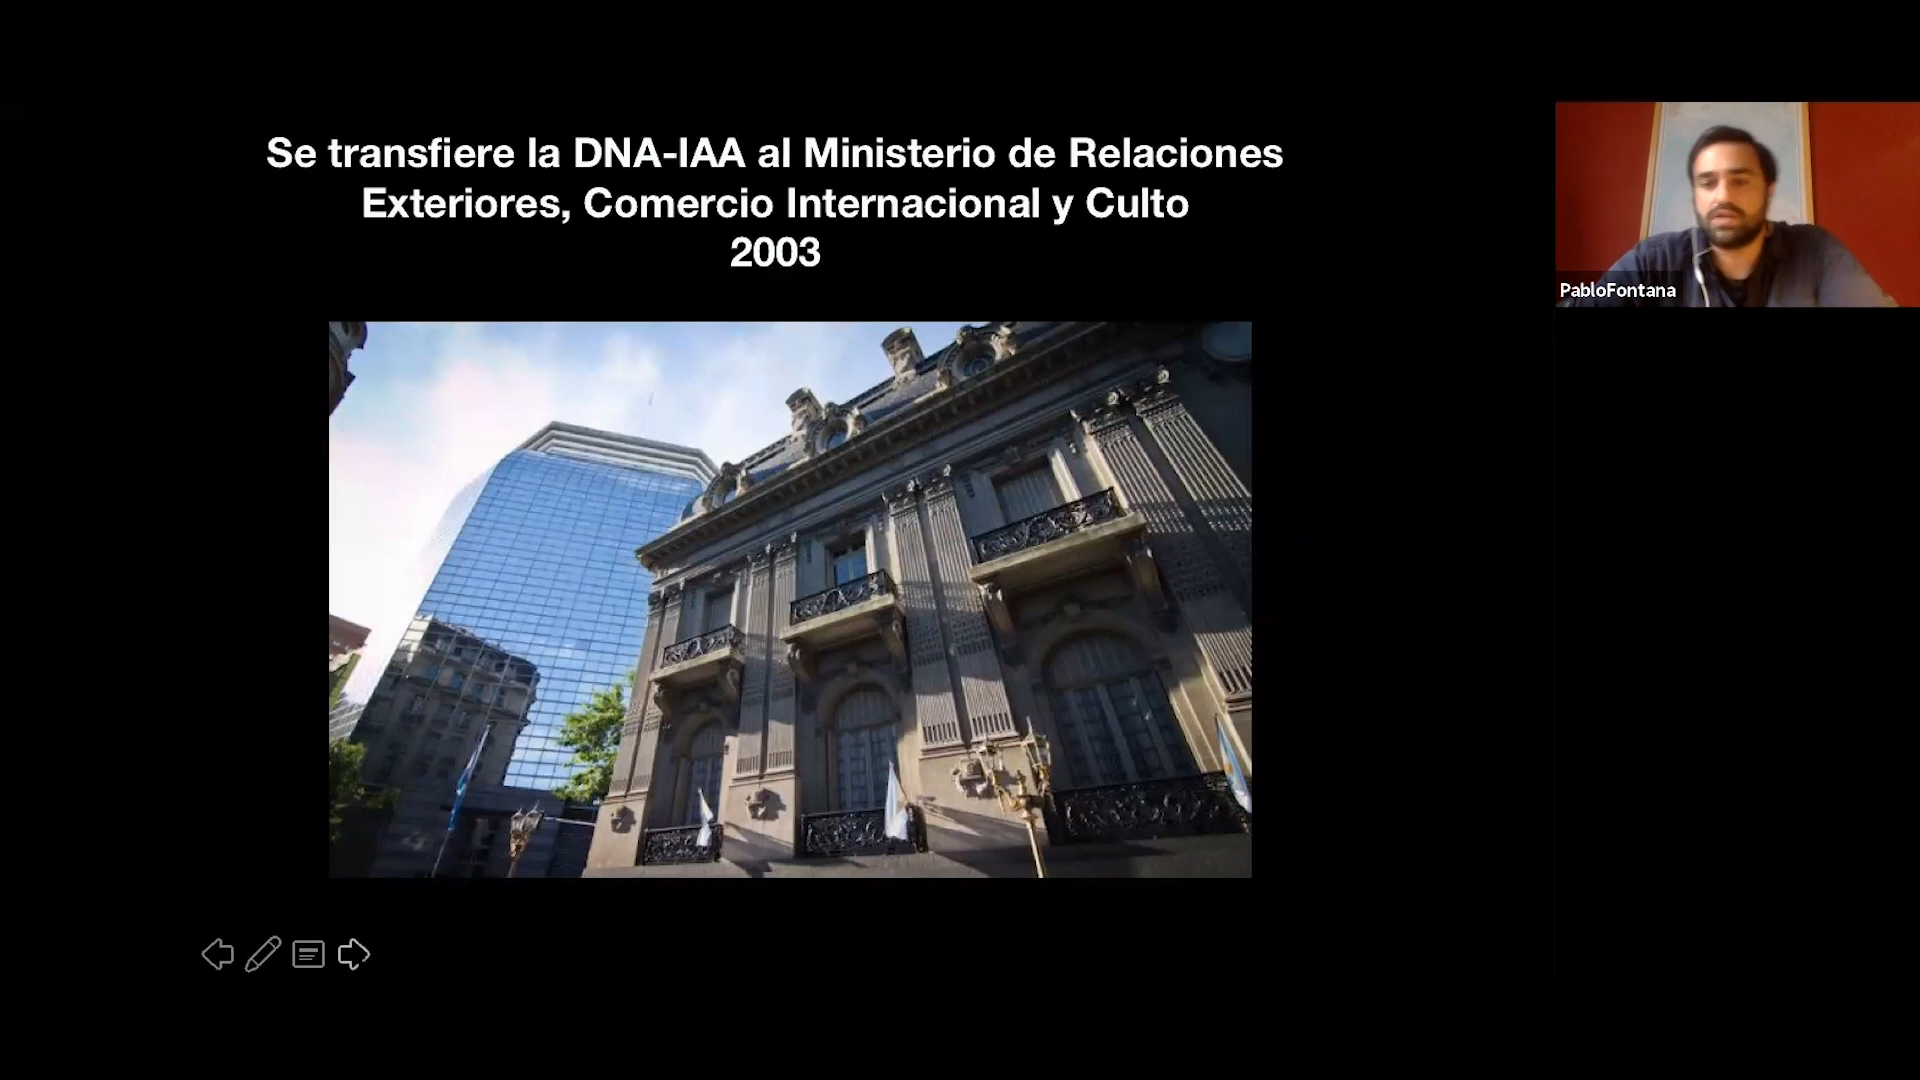 Se transfiere la DNA-IAA al Ministerio de Relaciones
Exteriores, Comercio Internacional y Culto
2003
PabloFontana